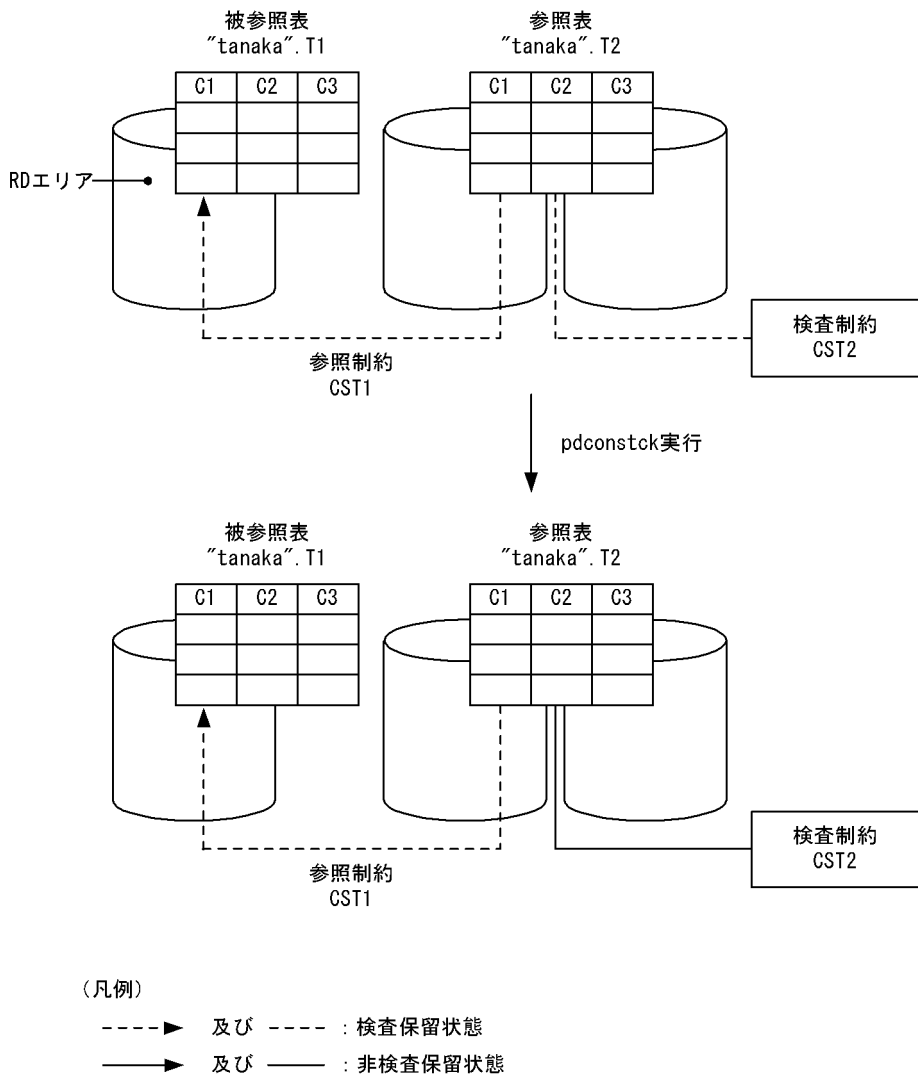 被参照表
"tanaka".T1
参照表
"tanaka".T2
C1 C2 C3
C1 C2 C3
RDエリア
検査制約
CST2
参照制約
CST1
pdconstck実行
被参照表
"tanaka".T1
参照表
"tanaka".T2
C1 C2 C3
C1 C2 C3
検査制約
CST2
参照制約
CST1
(凡例)
及び : 検査保留状態
及び : 非検査保留状態